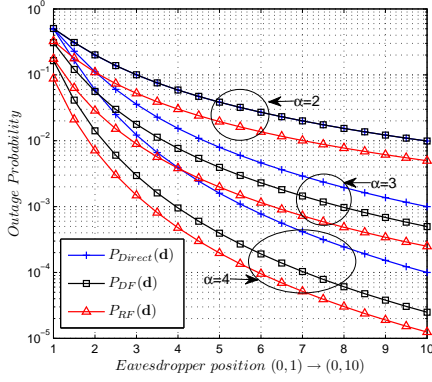 10^0
10^-1
10^-2
10^-3
10^-4
10^-5
Outage Probability
α=2
α=3
α=4
P_Direct(d)
P_DF(d)
P_RF(d)
1 2 3 4 5 6 7 8 9 10
Eavesdropper position (0, 1) → (0, 10)